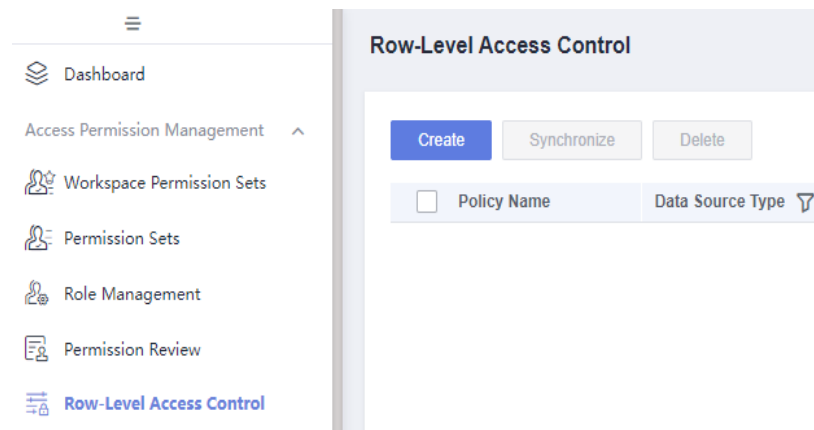 Dashboard
Access Permission Management
Workspace Permission Sets
Permission Sets
Role Management
Permission Review
Row-Level Access Control
Row-Level Access Control
Create Synchronize Delete
Policy Name Data Source Type